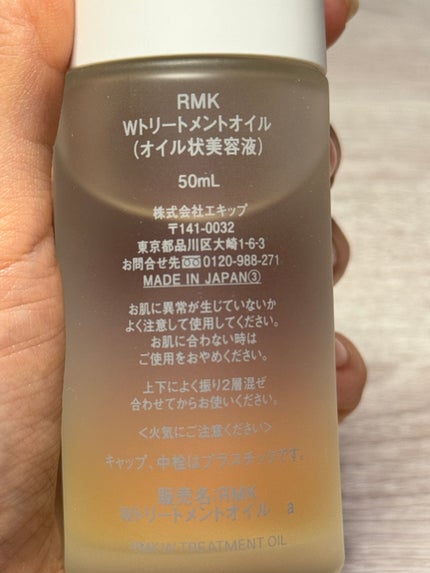 RMK
Wトリートメントオイル
(オイル状美容液)
50mL
株式会社エキップ
〒141-0032
東京都品川区大崎1-6-3
お問合せ先 0120-988-271
MADE IN JAPAN③
お肌に異常が生じていないか
よく注意して使用してください。
お肌に合わない時は
ご使用をおやめください。
上下によく振り2層混ぜ
合わせてからお使いください。
<火気にご注意ください>
キャップ、中栓はプラスチックです。
販売名:RMK
Wトリートメントオイル a
RMK W TREATMENT OIL